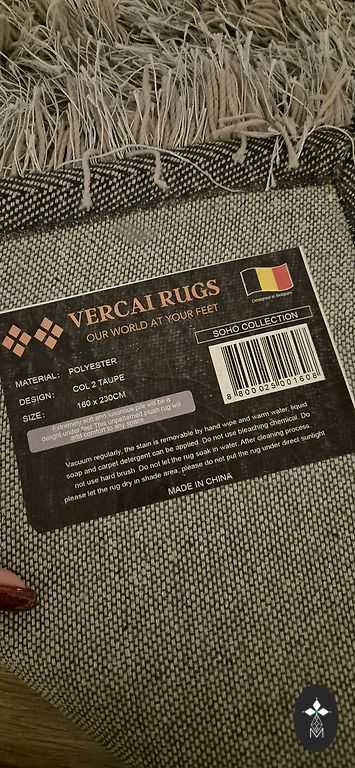 VERCAI RUGS
OUR WORLD AT YOUR FEET
Designed in Belgium
SOHO COLLECTION
MATERIAL: POLYESTER
DESIGN: COL 2 TAUPE
SIZE: 160 x 230CM
8 800025 001608
Extremely soft and luxurious pile will be a
delight under feet. This unpatterned plush rug will
add comfort to any space
Vacuum regularly, the stain is removable by hand wipe and warm water, liquid
soap and carpet detergent can be applied. Do not use bleaching chemical. Do
not use hard brush. Do not let the rug soak in water. After cleaning process
please let the rug dry in shade area, please do not put the rug under direct sunlight
MADE IN CHINA
M